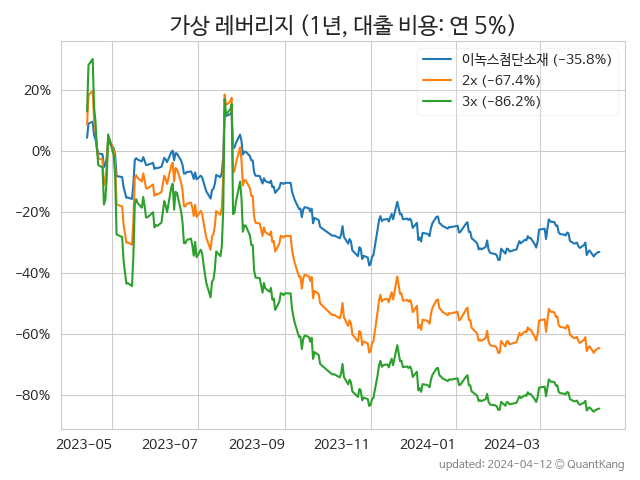 가상 레버리지 (1년, 대출 비용: 연 5%)
이노스첨단소재 (−35.8%)
2x (−67.4%)
3x (−86.2%)
20%
0%
−20%
−40%
−60%
−80%
2023-05 2023-07 2023-09 2023-11 2024-01 2024-03
updated: 2024-04-12 © QuantKang